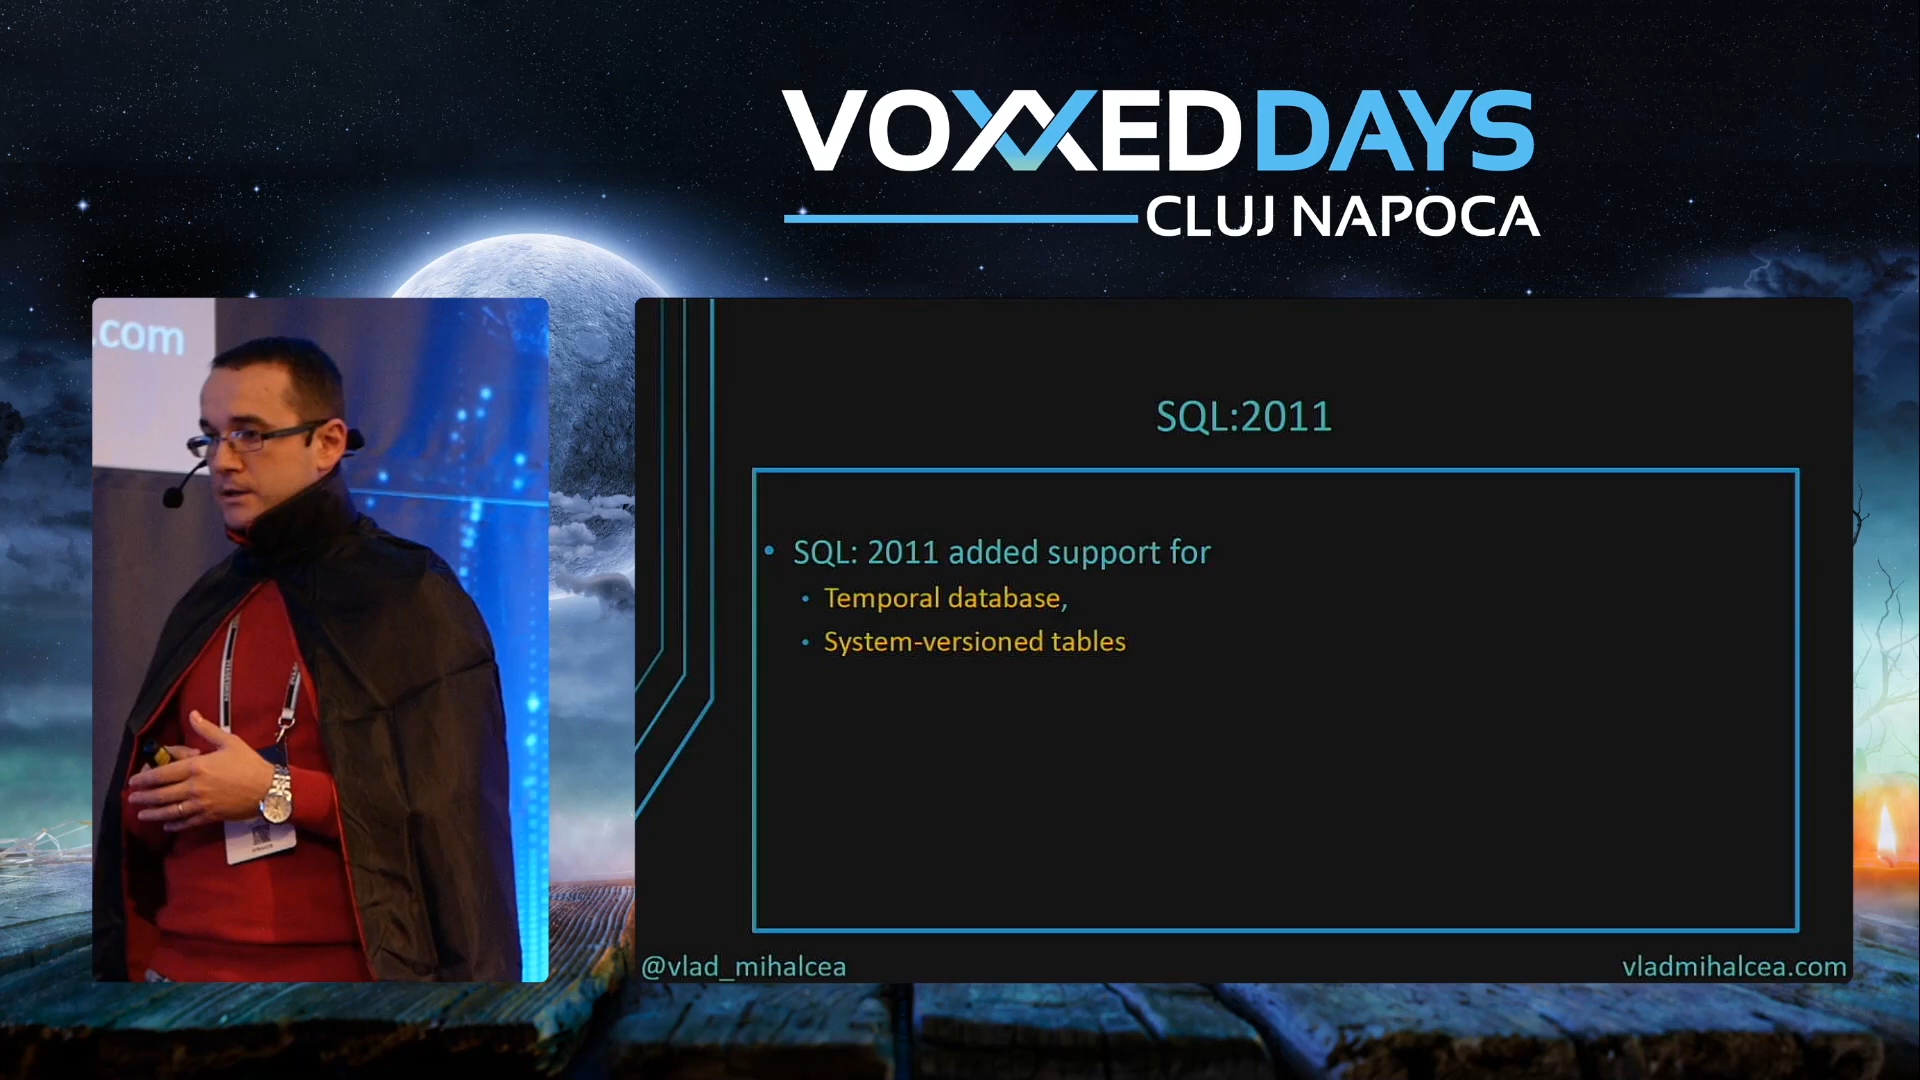 VOXXED DAYS
CLUJ NAPOCA
.com
SQL:2011
• SQL: 2011 added support for
• Temporal database,
• System-versioned tables
@vlad_mihalcea
vladmihalcea.com